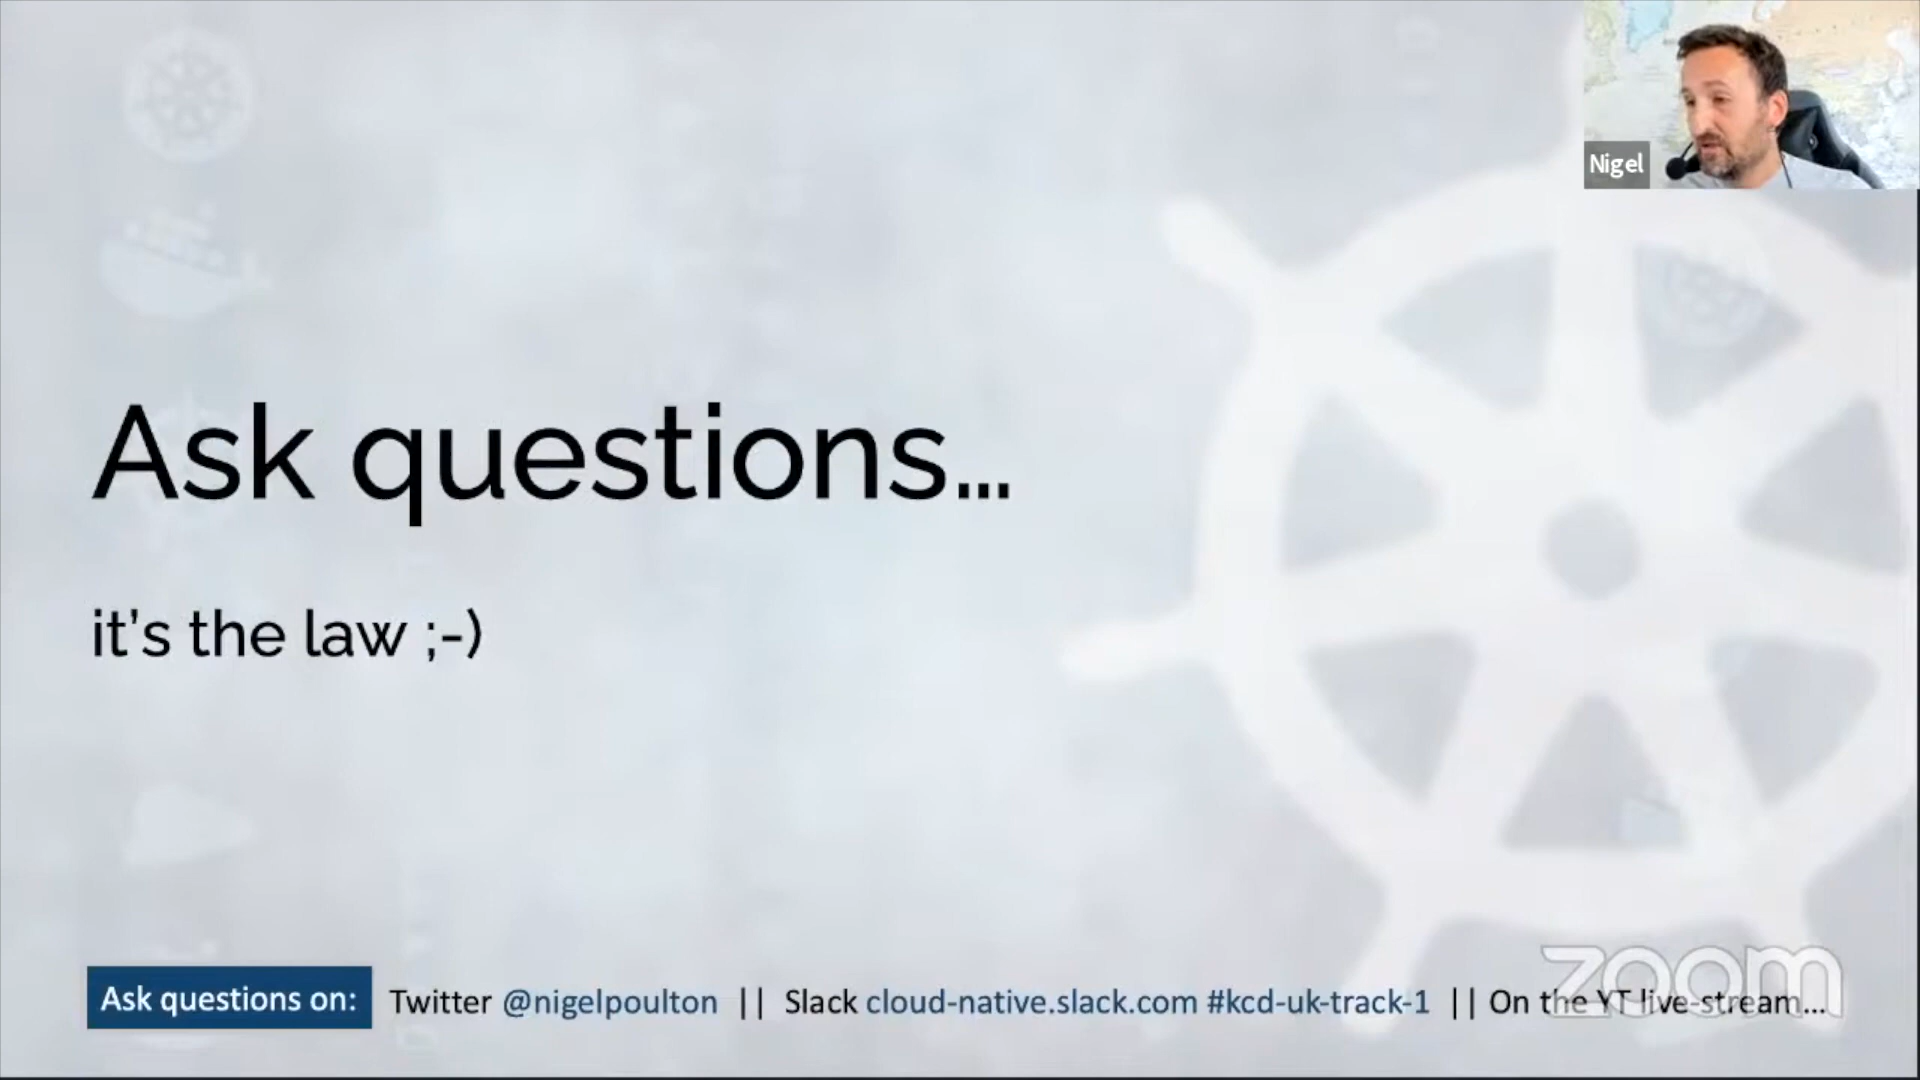 Nigel
Ask questions...
it's the law ;-)
Ask questions on: Twitter @nigelpoulton || Slack cloud-native.slack.com #kcd-uk-track-1 || On the YT live-stream...
zoom